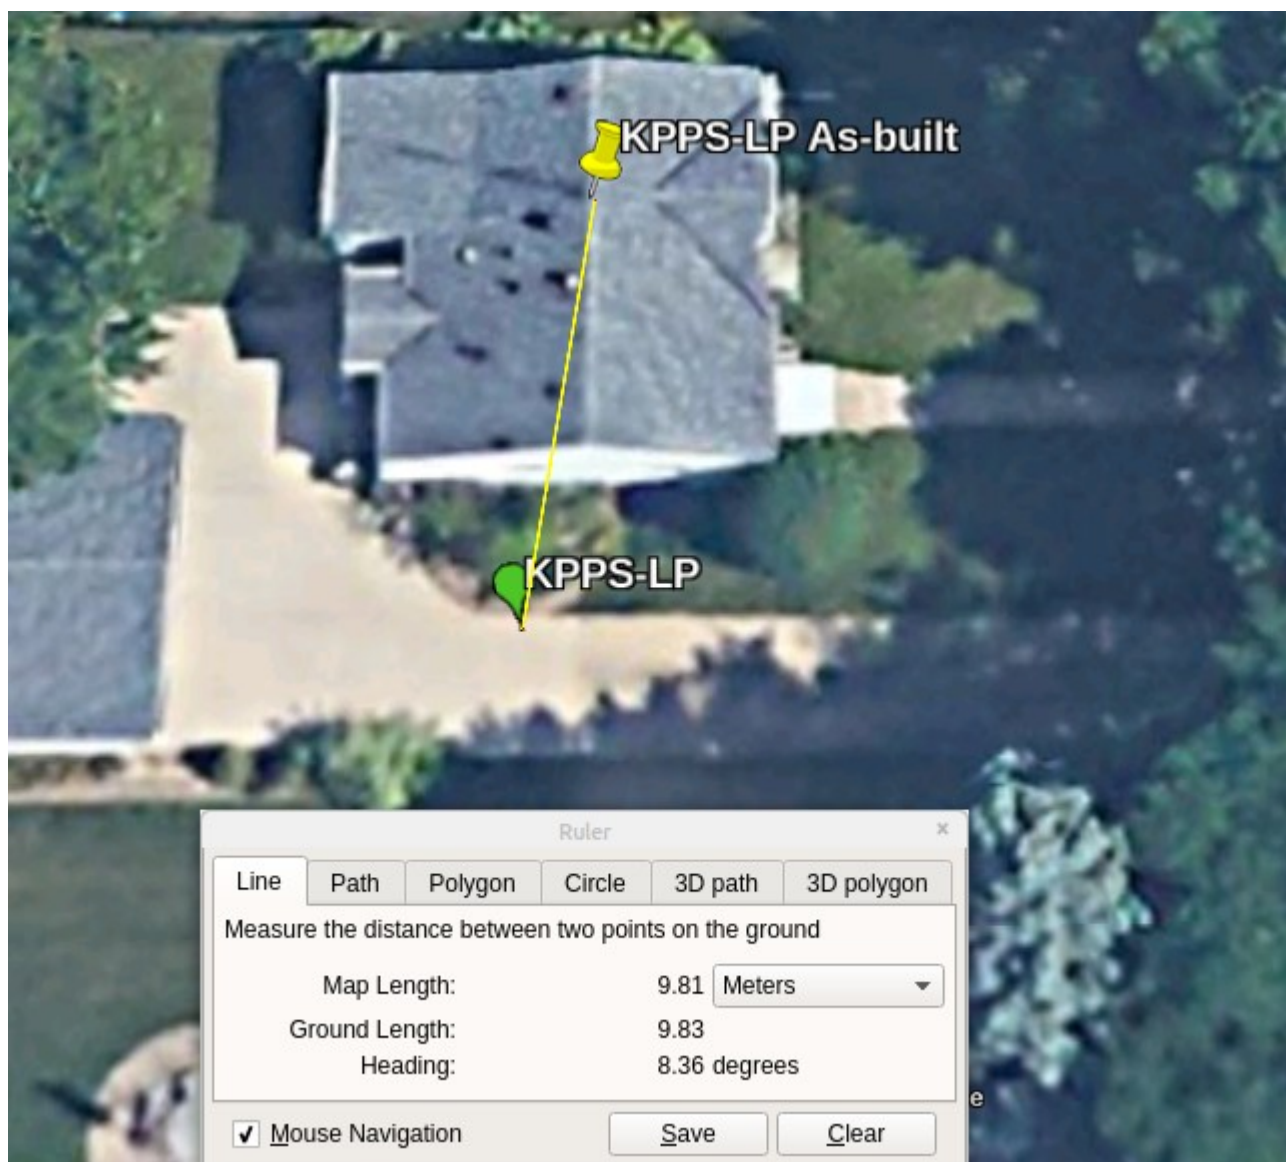 KPPS-LP As-built
KPPS-LP
Ruler
×
Line Path Polygon Circle 3D path 3D polygon
Measure the distance between two points on the ground
Map Length: 9.81 Meters
Ground Length: 9.83
Heading: 8.36 degrees
e
Mouse Navigation Save Clear